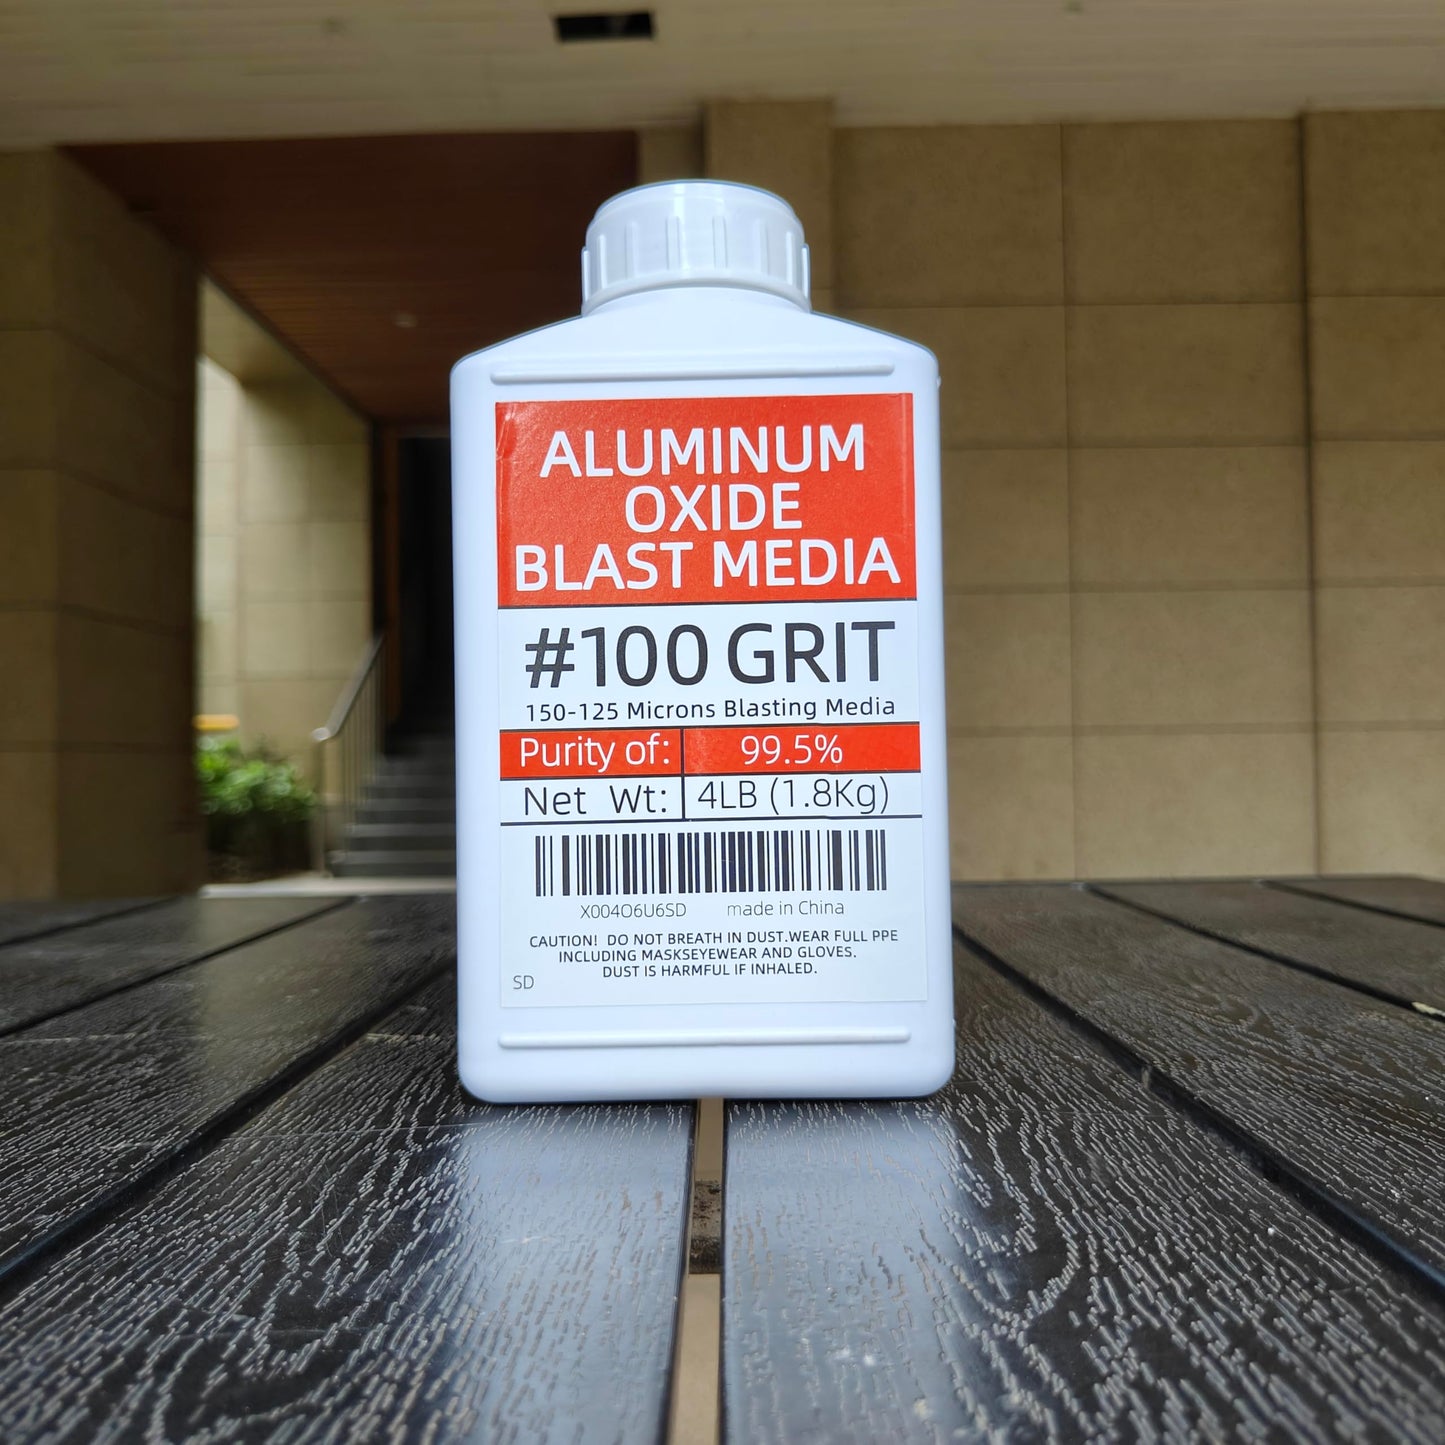 ALUMINUM
OXIDE
BLAST MEDIA
#100 GRIT
150-125 Microns Blasting Media
Purity of: 99.5%
Net Wt: 4LB (1.8Kg)
X004O6U6SD made in China
CAUTION! DO NOT BREATH IN DUST.WEAR FULL PPE
INCLUDING MASKSEYEWEAR AND GLOVES.
DUST IS HARMFUL IF INHALED.
SD